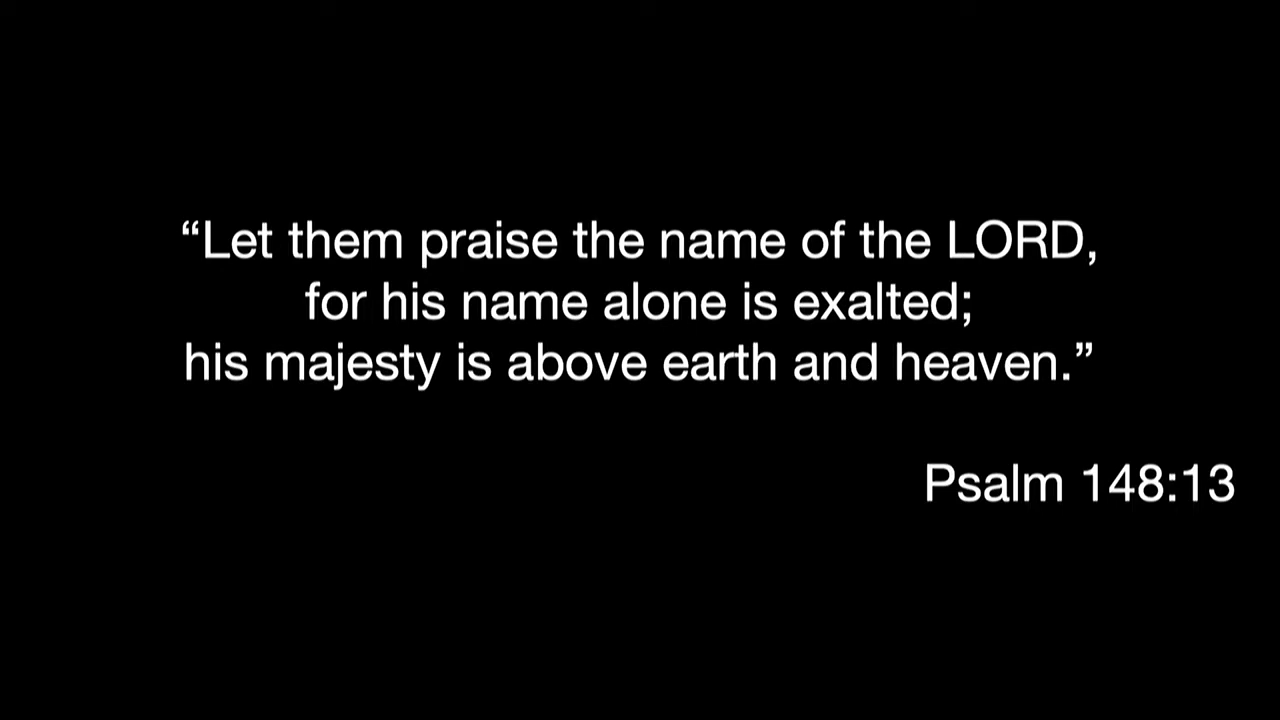 “Let them praise the name of the LORD,
for his name alone is exalted;
his majesty is above earth and heaven.”
Psalm 148:13